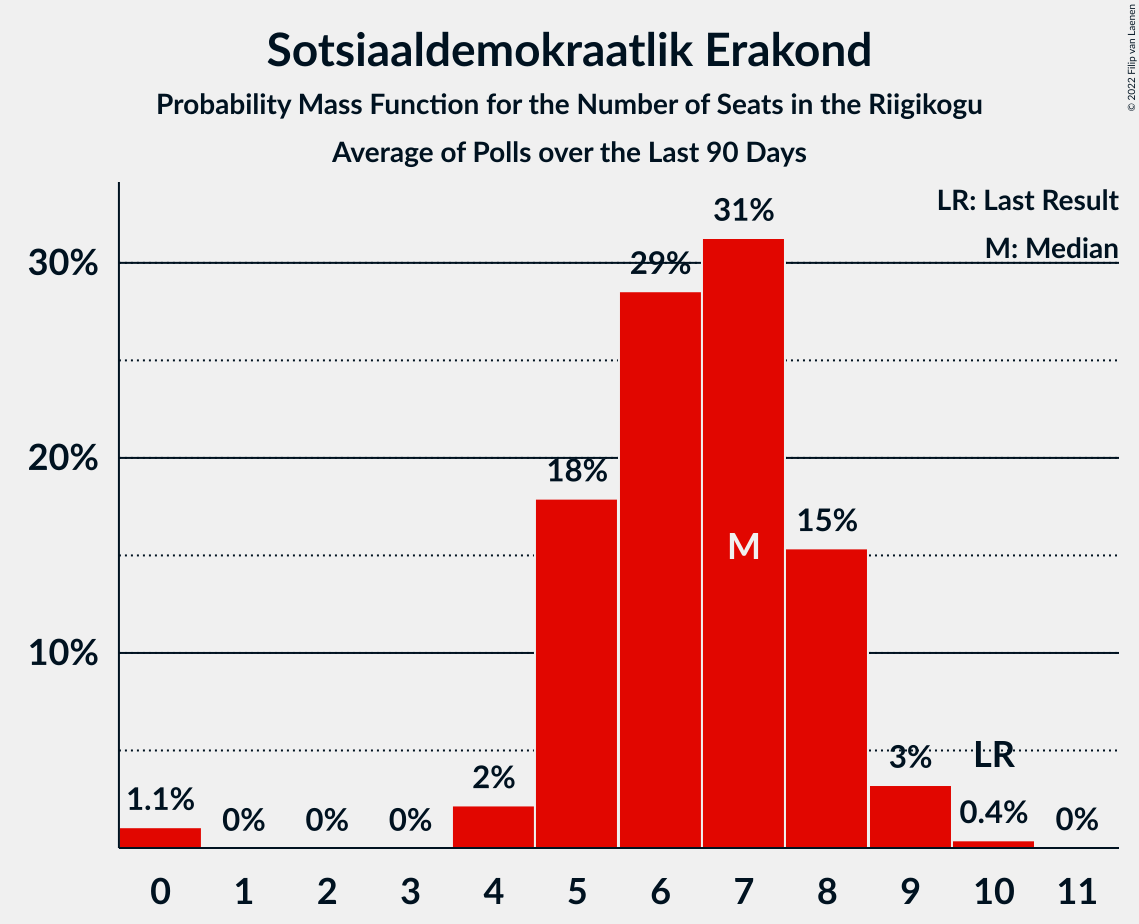 Sotsiaaldemokraatlik Erakond
Probability Mass Function for the Number of Seats in the Riigikogu
Average of Polls over the Last 90 Days
© 2022 Filip van Laenen
LR: Last Result
M: Median
30%
20%
10%
1.1%
0%
0%
0%
2%
18%
29%
31%
M
15%
3%
LR
0.4%
0%
0 1 2 3 4 5 6 7 8 9 10 11